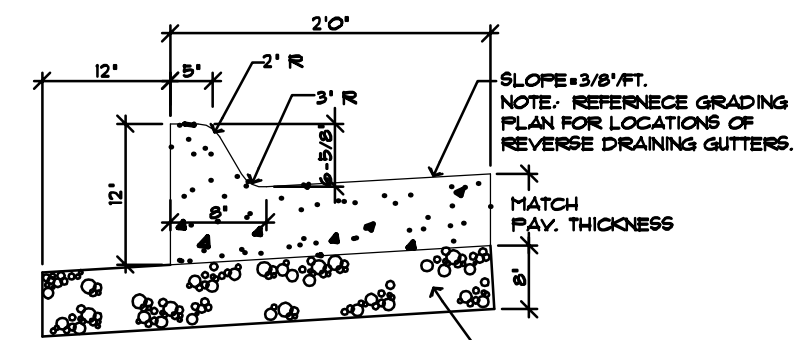 2'0"
12"
5"
2" R
3" R
SLOPE=3/8"/FT.
NOTE: REFERNECE GRADING
PLAN FOR LOCATIONS OF
REVERSE DRAINING GUTTERS.
6-5/8"
12"
8"
MATCH
PAV. THICKNESS
8"